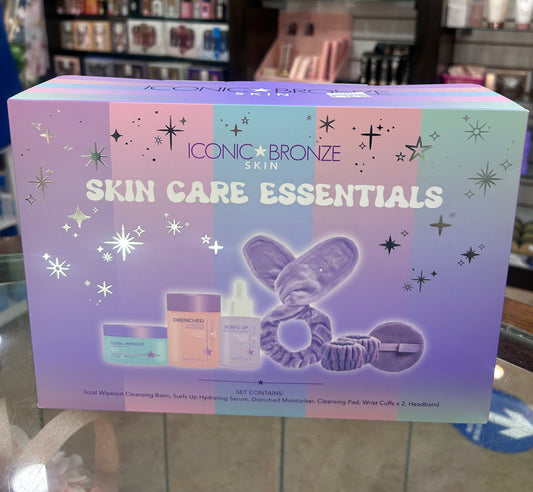 ICONIC★BRONZE
SKIN
ICONIC★BRONZE
SKIN
SKIN CARE ESSENTIALS
TOTAL WIPEOUT
DRENCHED
SURFS UP
SET CONTAINS:
Total Wipeout Cleansing Balm, Surfs Up Hydrating Serum, Drenched Moisturiser, Cleansing Pad, Wrist Cuffs x 2, Headband